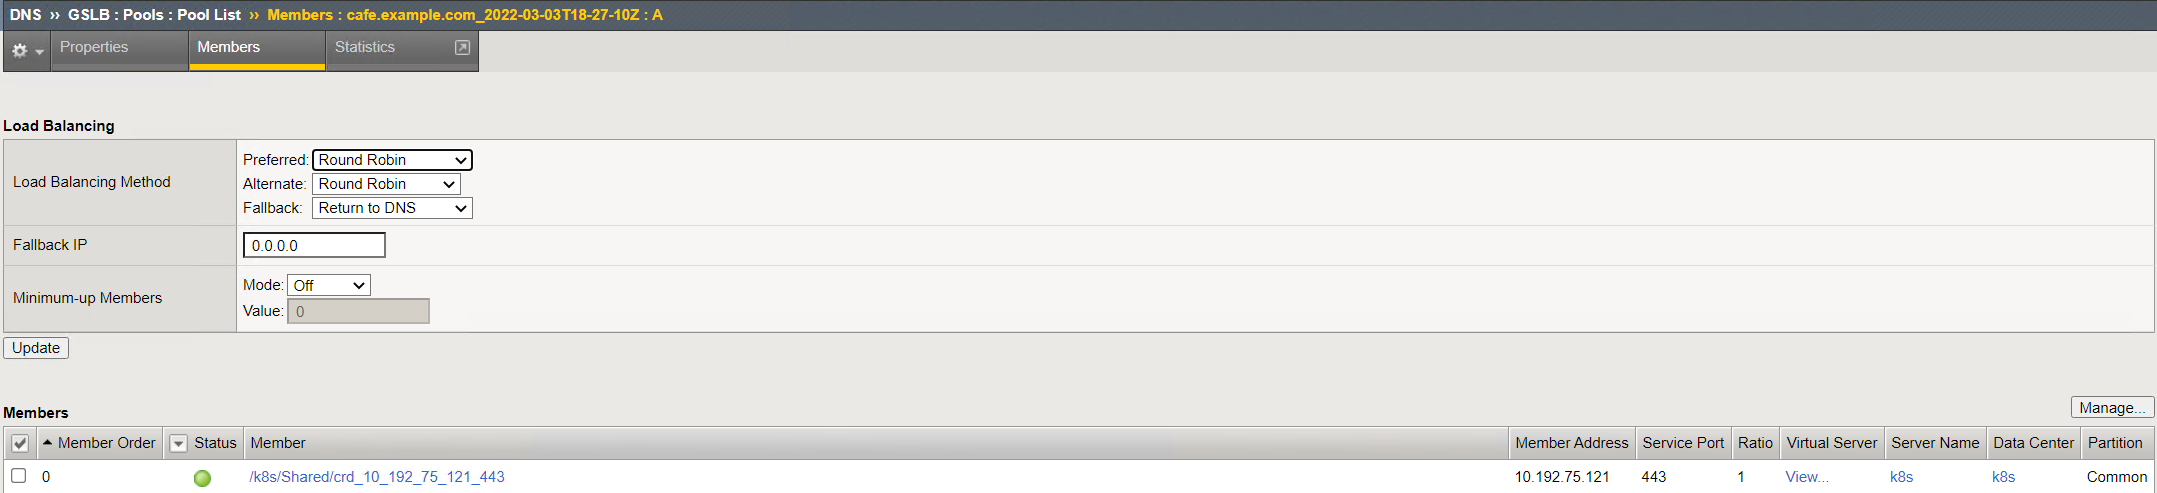 DNS ›› GSLB : Pools : Pool List ›› Members : cafe.example.com_2022-03-03T18-27-10Z : A
Properties Members Statistics
Load Balancing
Load Balancing Method
Preferred: Round Robin
Alternate: Round Robin
Fallback: Return to DNS
Fallback IP
0.0.0.0
Minimum-up Members
Mode: Off
Value: 0
Update
Members
Manage...
Member Order Status Member Member Address Service Port Ratio Virtual Server Server Name Data Center Partition
0 /k8s/Shared/crd_10_192_75_121_443 10.192.75.121 443 1 View... k8s k8s Common